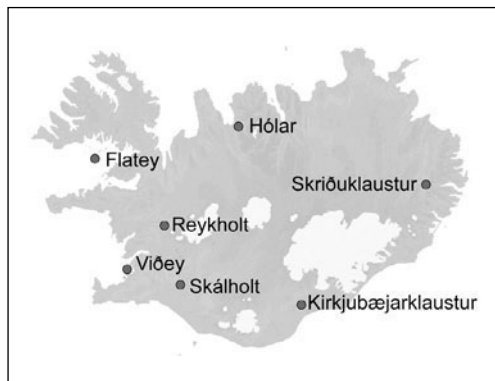 Hólar
Flatey
Skriðuklaustur
Reykholt
Viðey
Skálholt
Kirkjubæjarklaustur